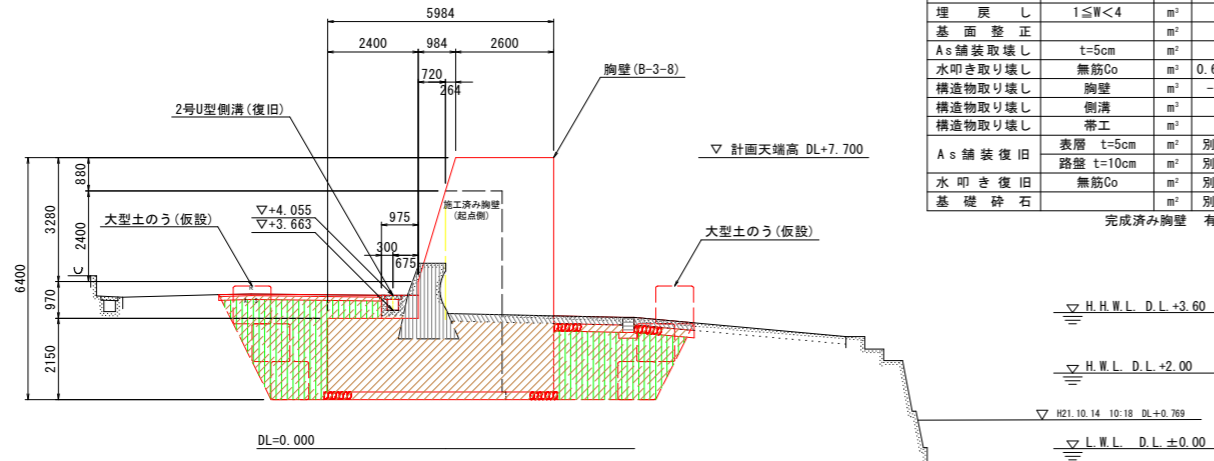 5984
2400 984 2600
720
264
胸壁(B-3-8)
2号U型側溝(復旧)
▽ 計画天端高 DL+7.700
880
3280
2400
6400
970
2150
施工済み胸壁
(起点側)
▽+4.055
▽+3.663
975
300
675
大型土のう(仮設)
大型土のう(仮設)
DL=0.000
埋戻し 1≦W<4 m³
基面整正 m²
As舗装取壊し t=5cm m²
水叩き取り壊し 無筋Co m³ 0.6
構造物取り壊し 胸壁 m³ -
構造物取り壊し 側溝 m³
構造物取り壊し 帯工 m³
As舗装復旧 表層 t=5cm m² 別
路盤 t=10cm m² 別
水叩き復旧 無筋Co m² 別
基礎砕石 m² 別
完成済み胸壁 有
▽ H.H.W.L. D.L.+3.60
▽ H.W.L. D.L.+2.00
▽ H21.10.14 10:18 DL+0.769
▽ L.W.L. D.L.±0.00